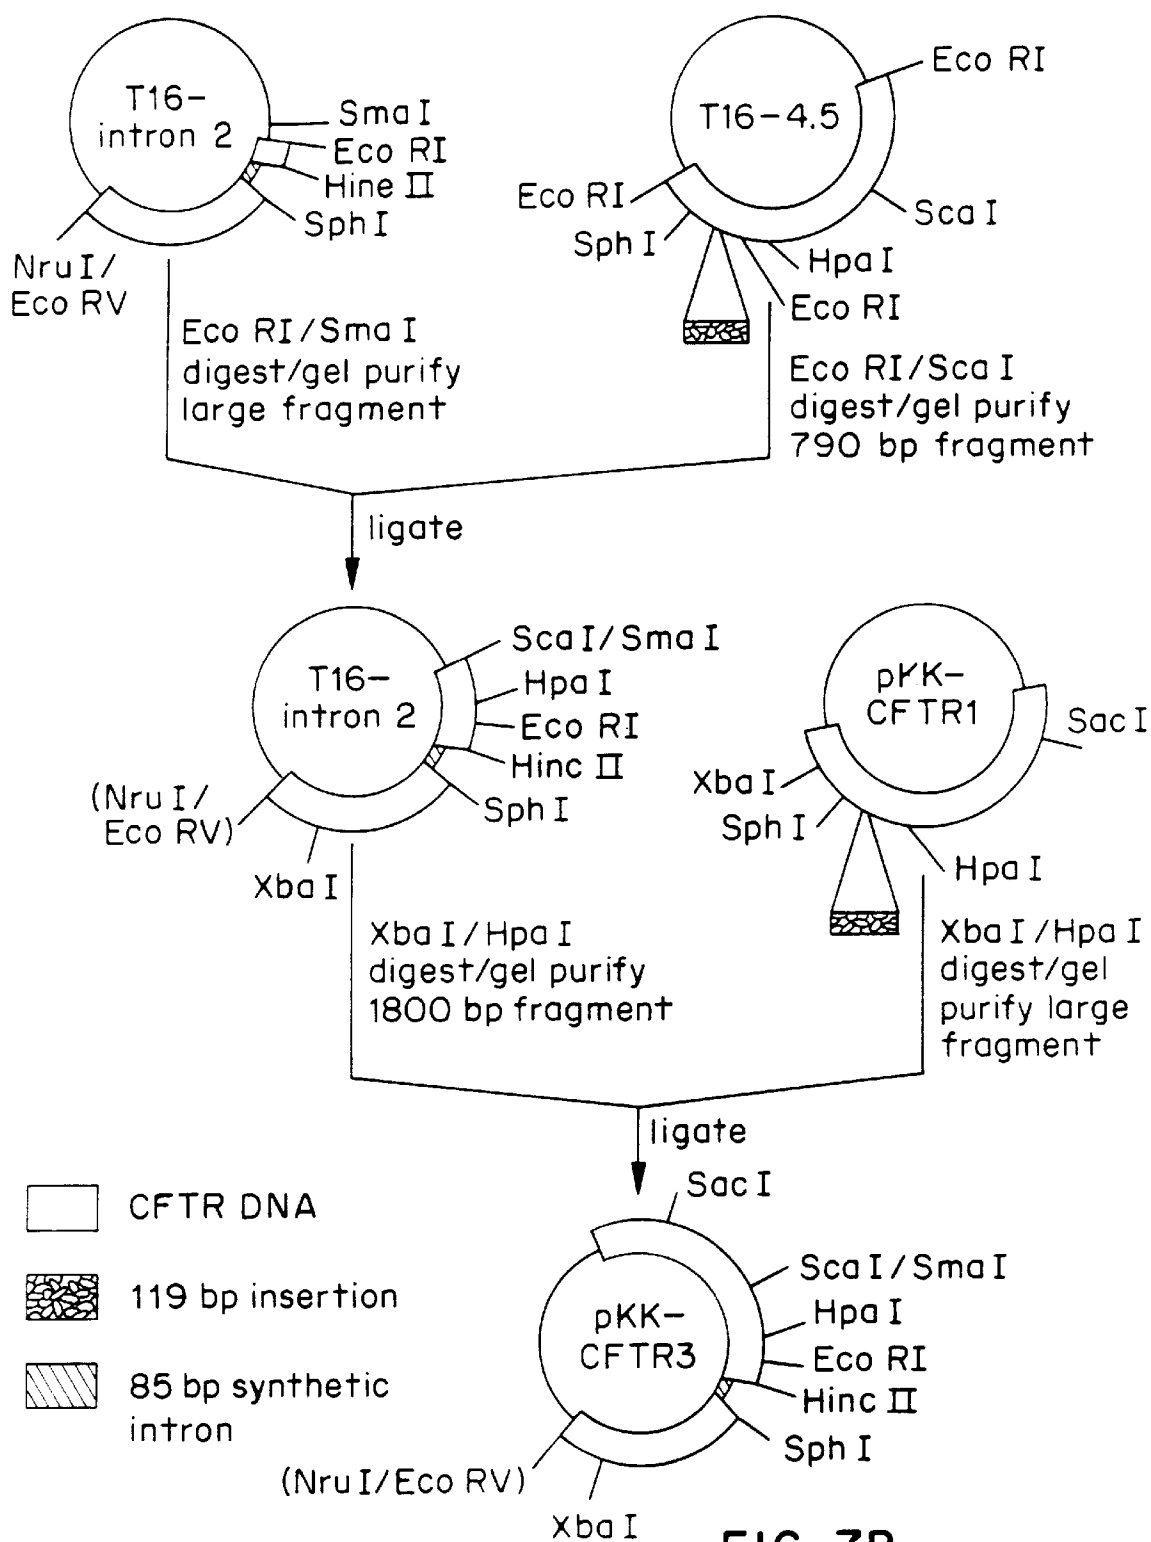 T16-
intron 2
Sma I
Eco RI
Hine II
Sph I
Nru I/
Eco RV
T16-4.5
Eco RI
Eco RI
Sph I
Sca I
Hpa I
Eco RI
Eco RI/Sma I
digest/gel purify
large fragment
Eco RI/Sca I
digest/gel purify
790 bp fragment
ligate
T16-
intron 2
Sca I/Sma I
Hpa I
Eco RI
Hinc II
Sph I
(Nru I/
Eco RV)
Xba I
pKK-
CFTR1
Sac I
Xba I
Sph I
Hpa I
Xba I/Hpa I
digest/gel purify
1800 bp fragment
Xba I/Hpa I
digest/gel
purify large
fragment
ligate
CFTR DNA
119 bp insertion
85 bp synthetic
intron
pKK-
CFTR3
Sac I
Sca I/Sma I
Hpa I
Eco RI
Hinc II
Sph I
(Nru I/Eco RV)
Xba I